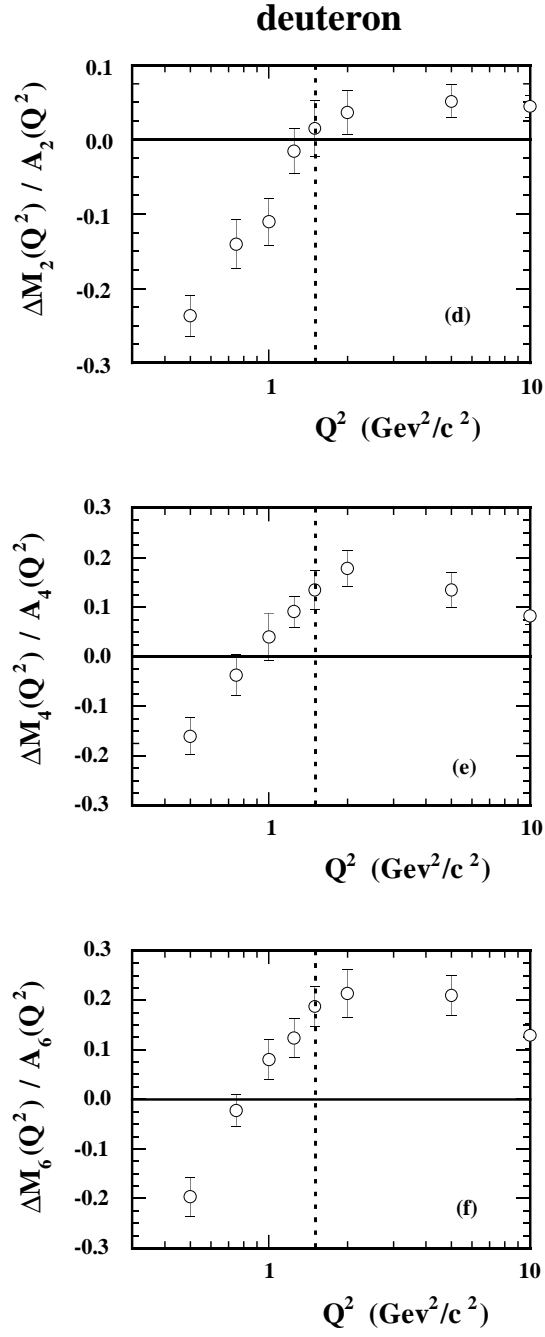 deuteron
ΔM₂(Q²) / A₂(Q²)
0.1
0.0
-0.1
-0.2
-0.3
(d)
1
10
Q² (Gev²/c²)
ΔM₄(Q²) / A₄(Q²)
0.3
0.2
0.1
0.0
-0.1
-0.2
-0.3
(e)
1
10
Q² (Gev²/c²)
ΔM₆(Q²) / A₆(Q²)
0.3
0.2
0.1
0.0
-0.1
-0.2
-0.3
(f)
1
10
Q² (Gev²/c²)